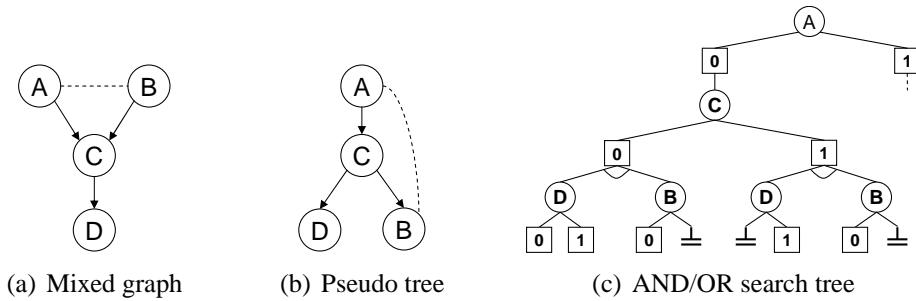 A
0 1
A B A C
C C 0 1
D B D B
D D B 0 1 0 1 0
(a) Mixed graph (b) Pseudo tree (c) AND/OR search tree